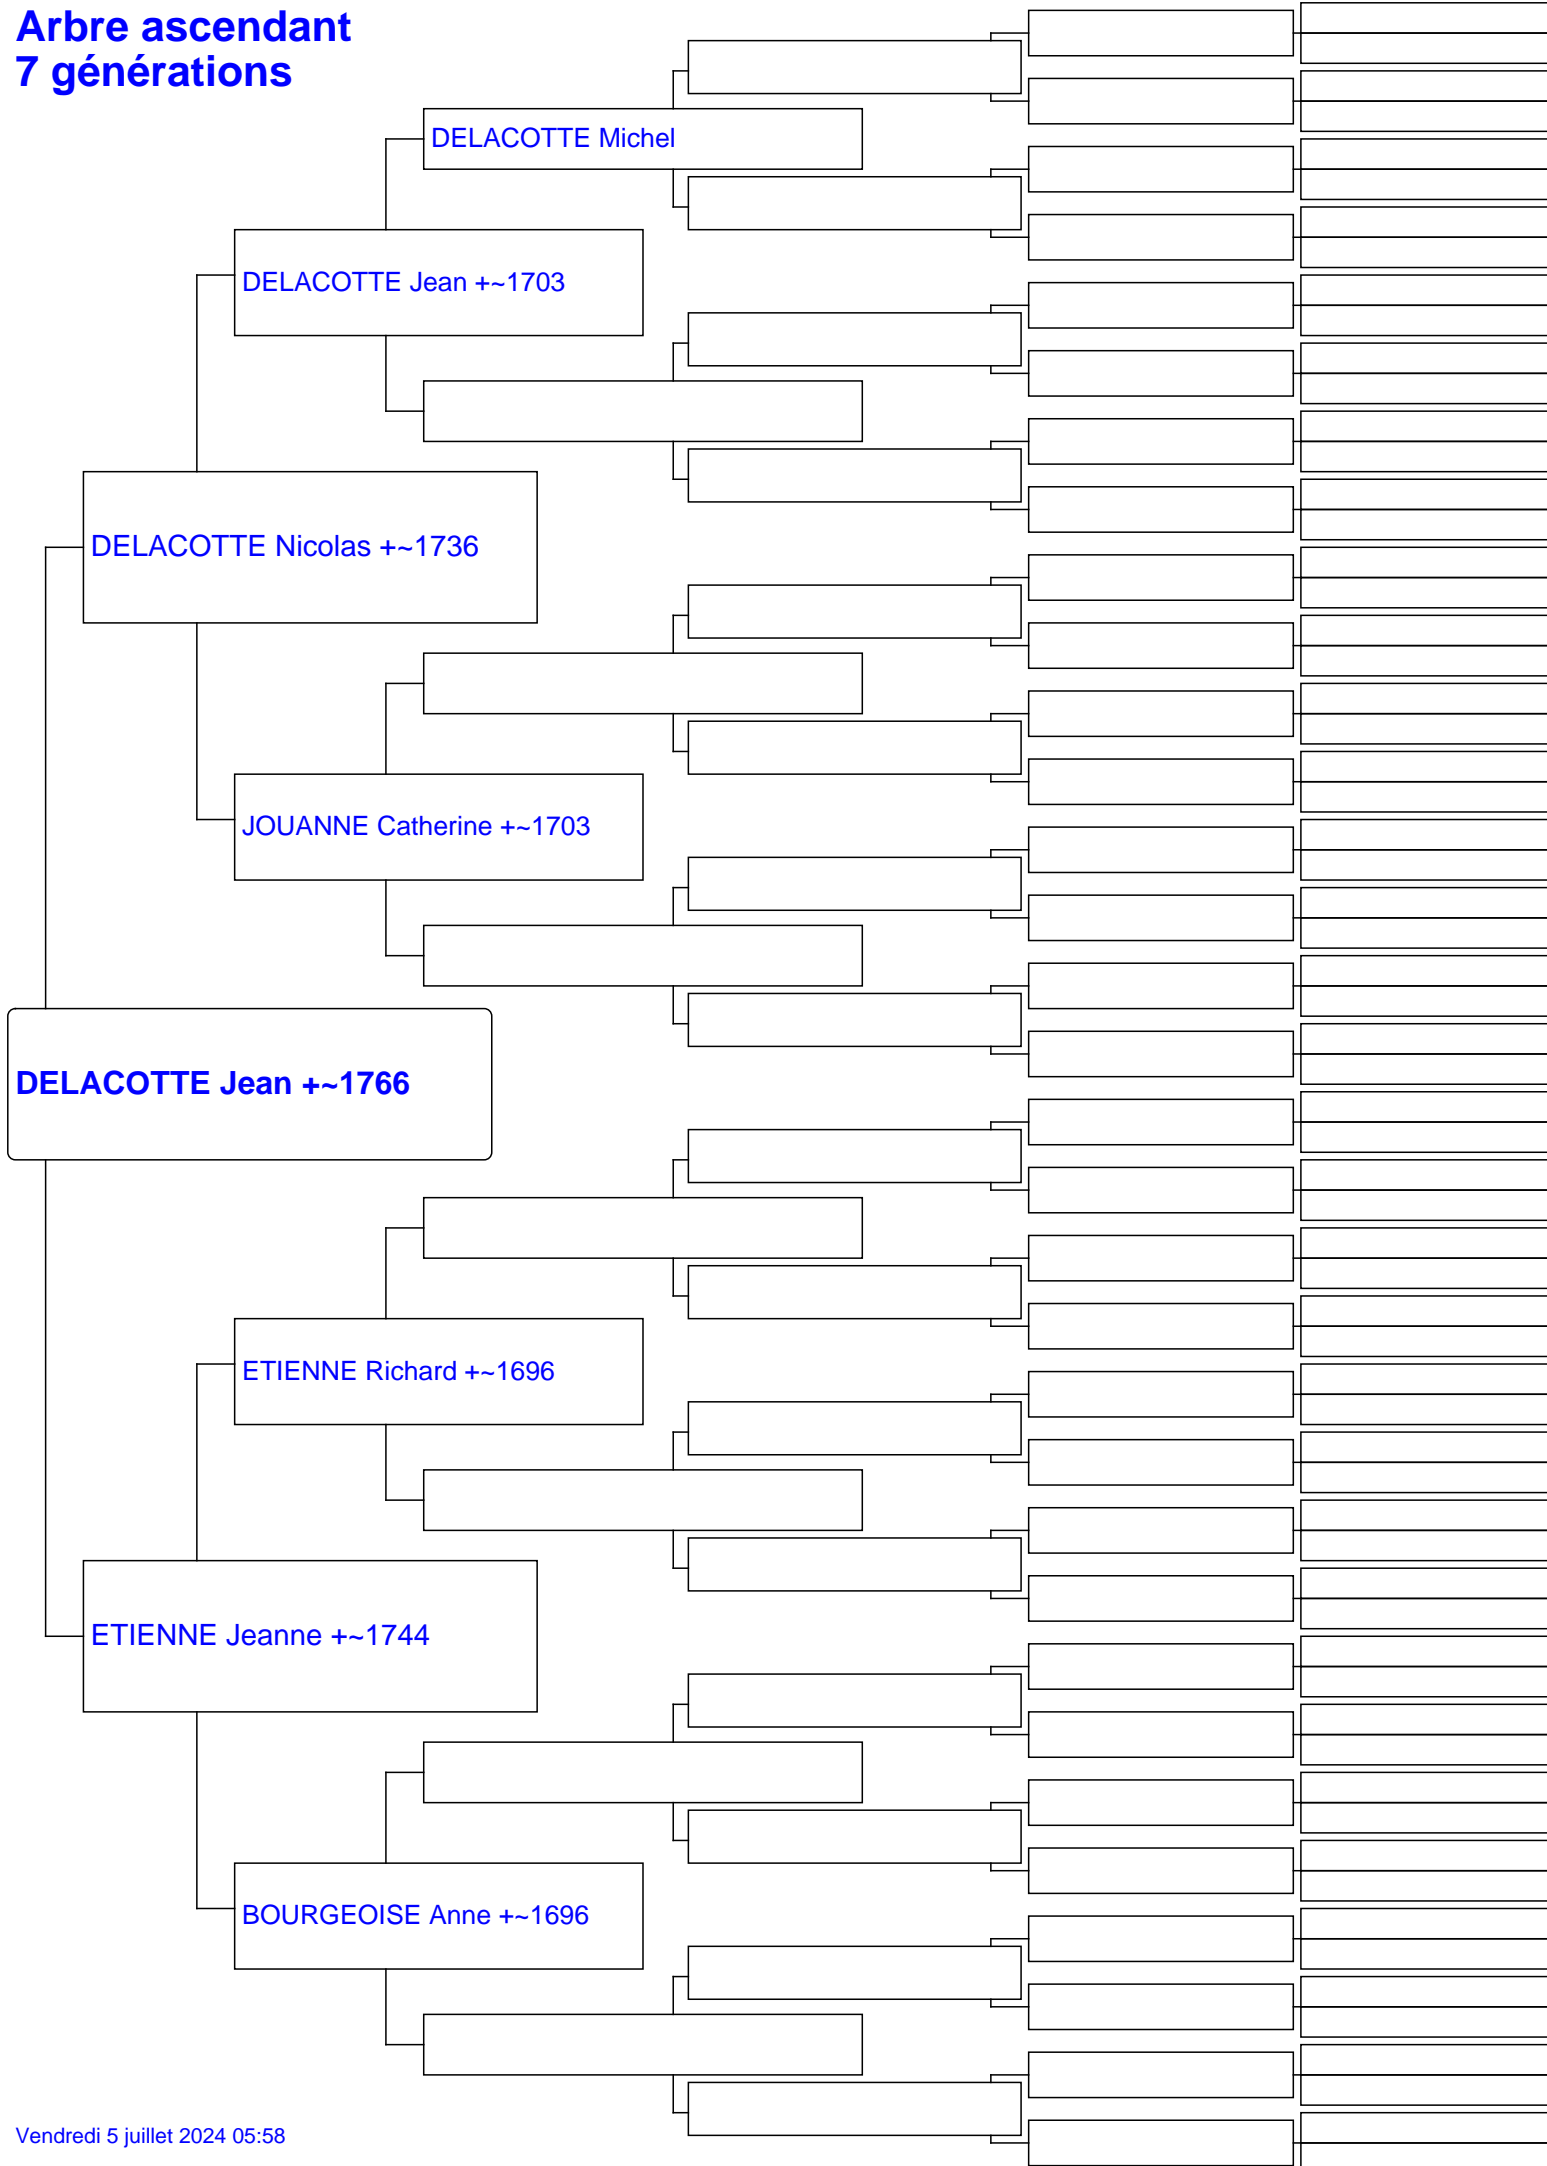 Arbre ascendant
7 générations
DELACOTTE Michel
DELACOTTE Jean +~1703
DELACOTTE Nicolas +~1736
JOUANNE Catherine +~1703
DELACOTTE Jean +~1766
ETIENNE Richard +~1696
ETIENNE Jeanne +~1744
BOURGEOISE Anne +~1696
Vendredi 5 juillet 2024 05:58